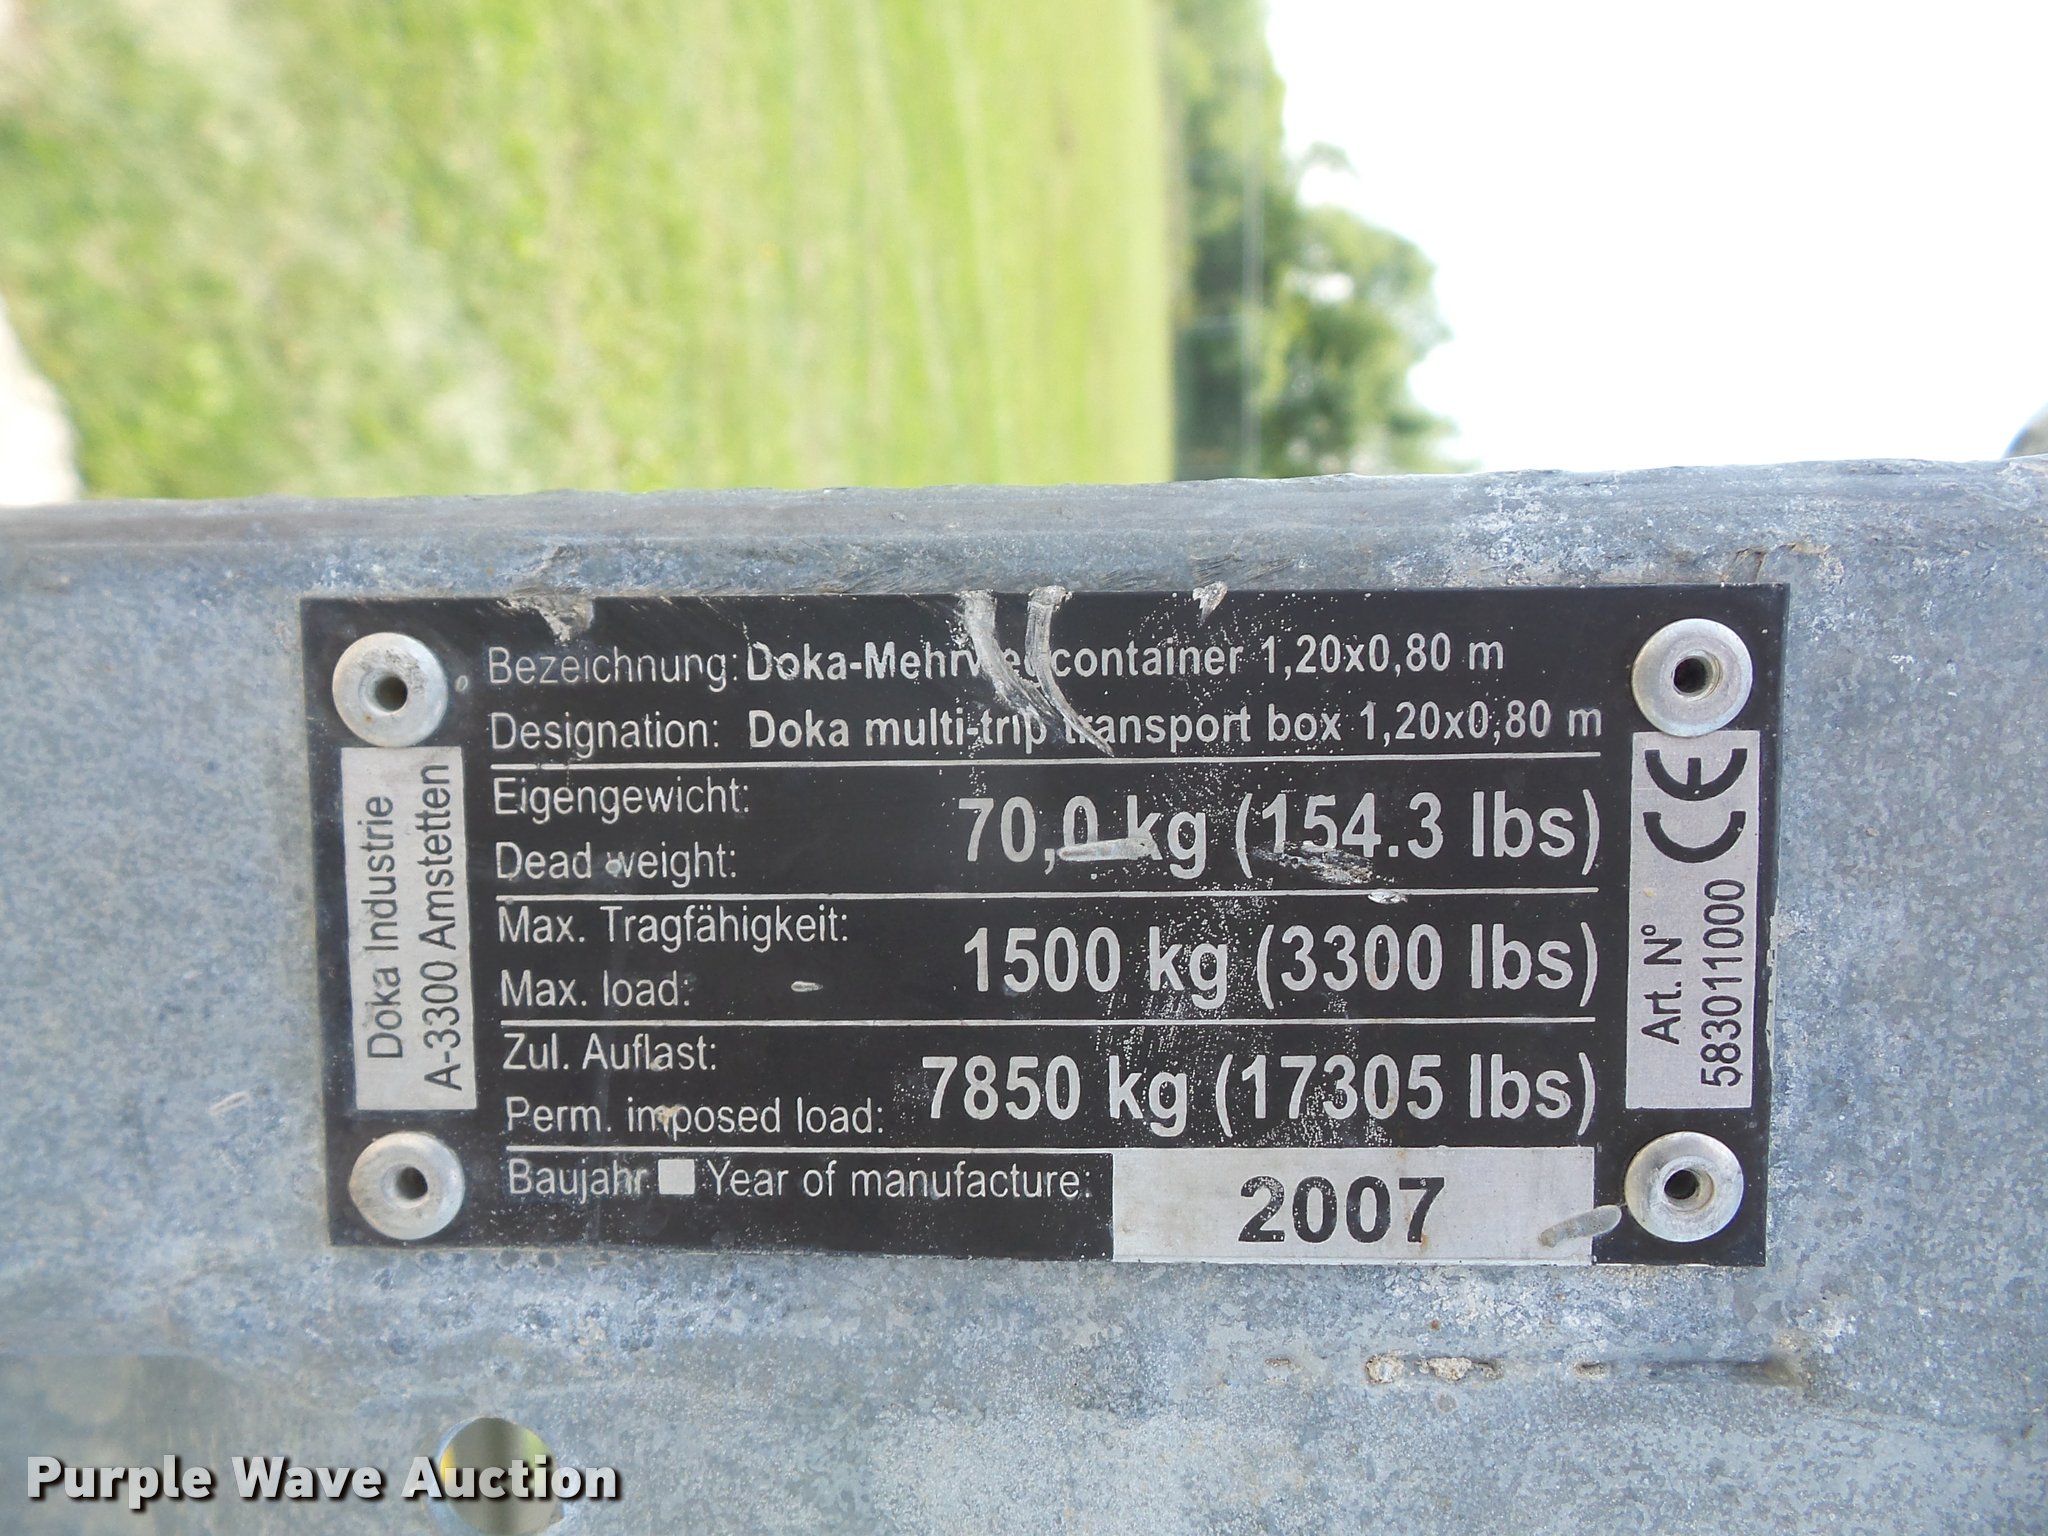 Bezeichnung: Doka-Mehrwegcontainer 1,20x0,80 m
Designation: Doka multi-trip transport box 1,20x0,80 m
Eigengewicht:
Dead weight: 70,0 kg (154.3 lbs)
Max. Tragfähigkeit:
Max. load: 1500 kg (3300 lbs)
Zul. Auflast:
Perm. imposed load: 7850 kg (17305 lbs)
Baujahr Year of manufacture: 2007
Doka Industrie
A-3300 Amstetten
CE
Art. N°
583011000
Purple Wave Auction